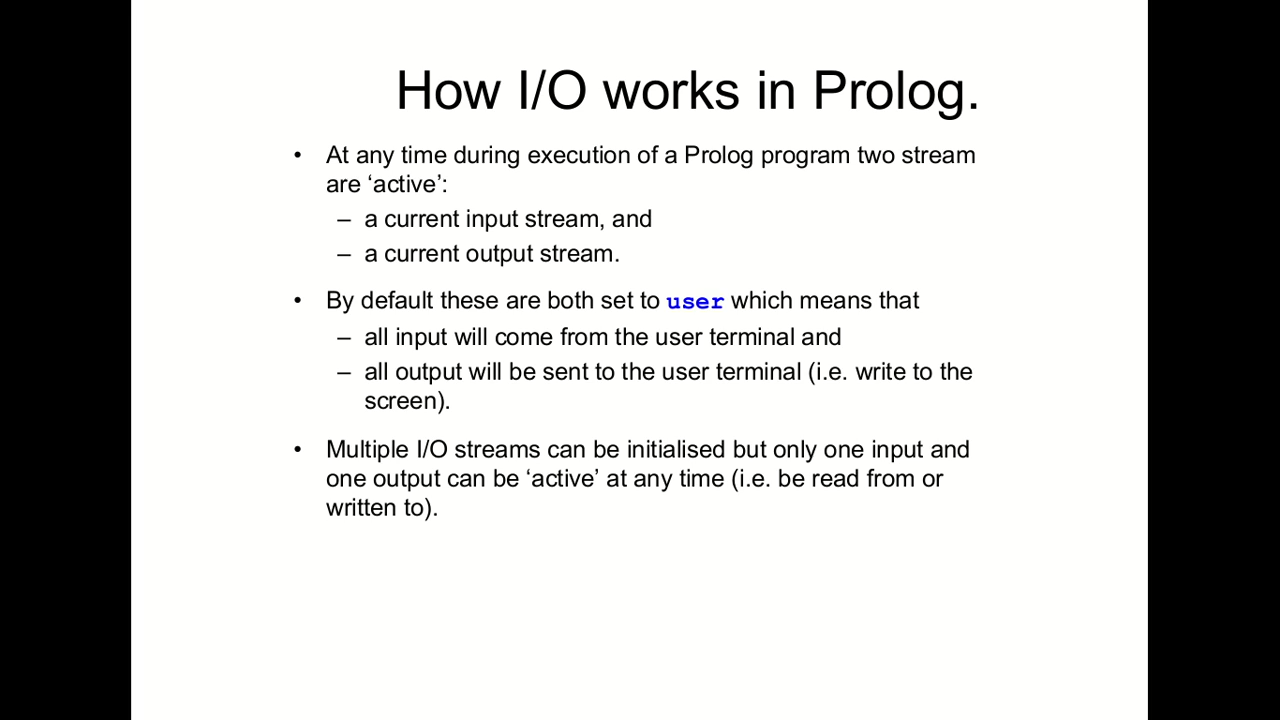 How I/O works in Prolog.
• At any time during execution of a Prolog program two stream
are ‘active’:
– a current input stream, and
– a current output stream.
• By default these are both set to user which means that
– all input will come from the user terminal and
– all output will be sent to the user terminal (i.e. write to the
screen).
• Multiple I/O streams can be initialised but only one input and
one output can be ‘active’ at any time (i.e. be read from or
written to).